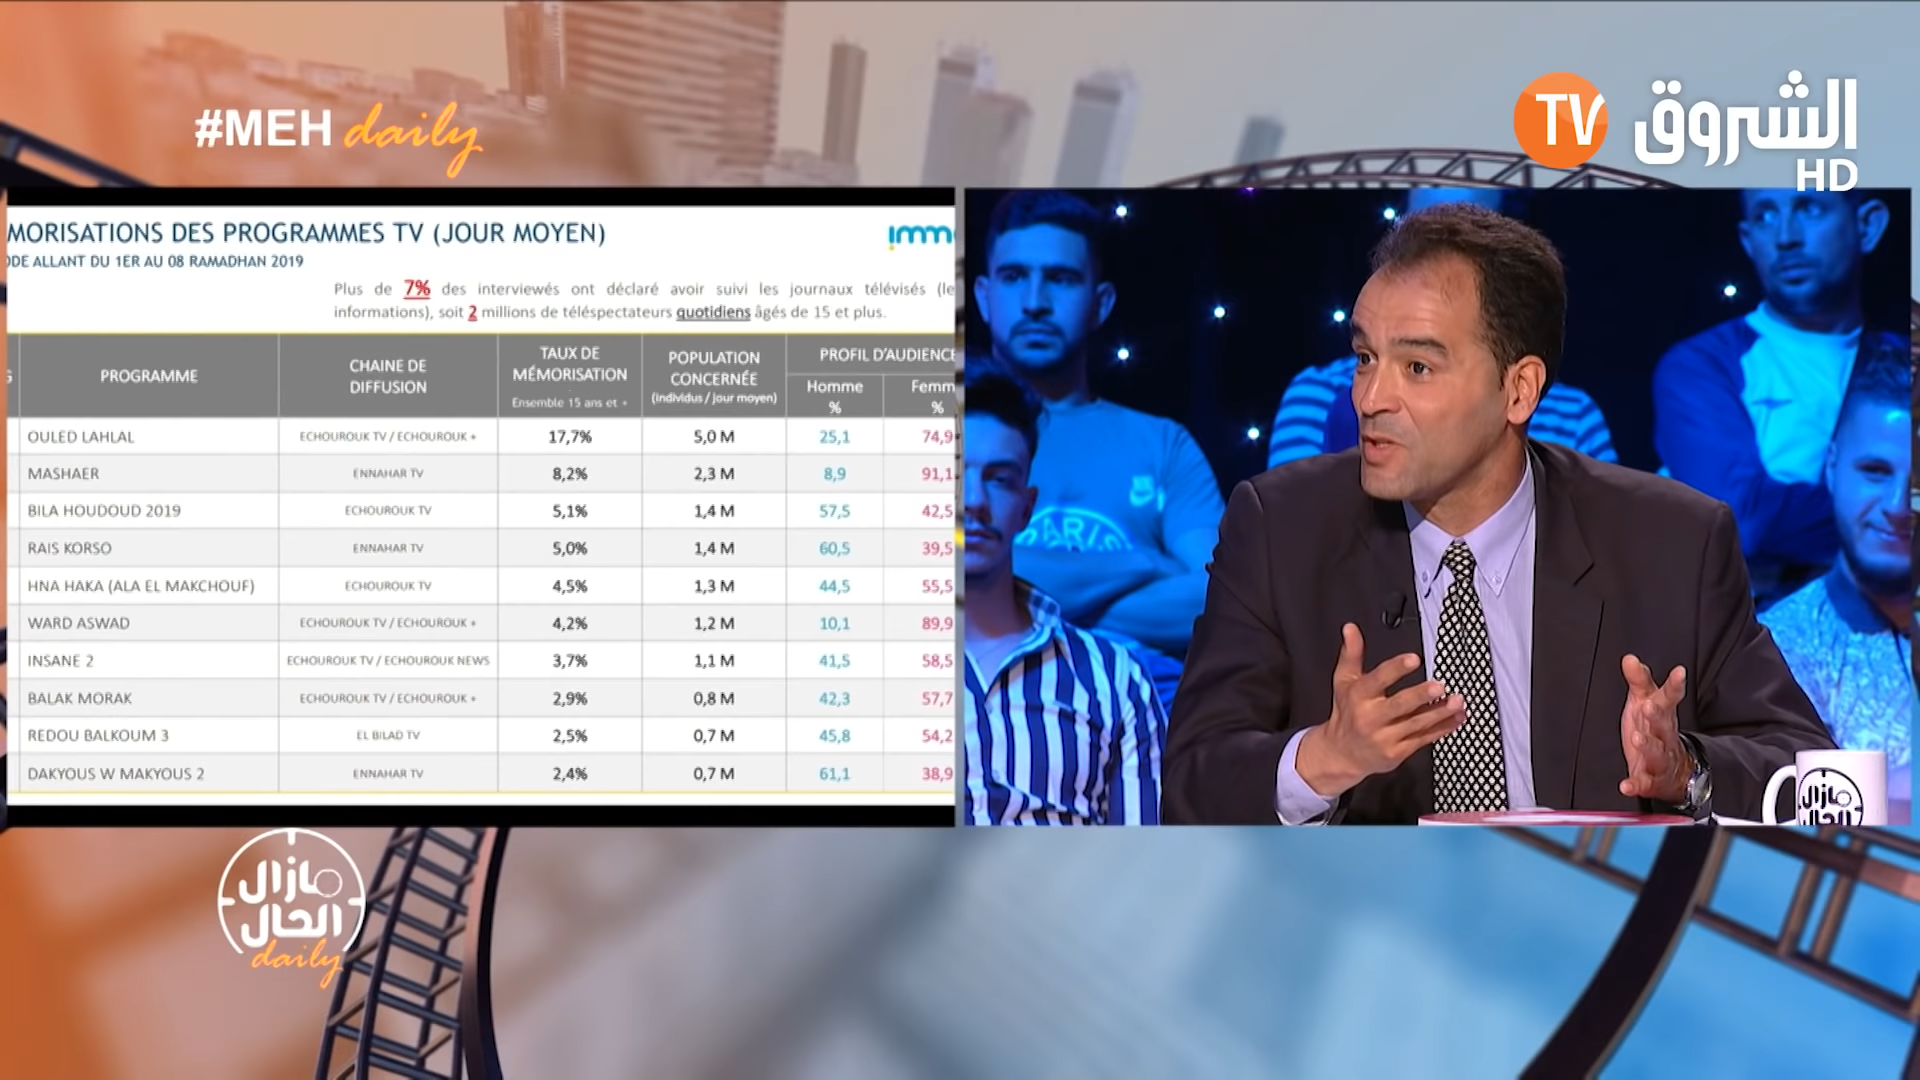 #MEH daily
TV الشروق
HD
MORISATIONS DES PROGRAMMES TV (JOUR MOYEN)
ODE ALLANT DU 1ER AU 08 RAMADHAN 2019
imm
Plus de 7% des interviewés ont déclaré avoir suivi les journaux télévisés (le
informations), soit 2 millions de téléspectateurs quotidiens âgés de 15 et plus.
G PROGRAMME CHAINE DE DIFFUSION TAUX DE MÉMORISATION Ensemble 15 ans et + POPULATION CONCERNÉE (individus / jour moyen) PROFIL D'AUDIENCE
Homme % Femm %
OULED LAHLAL ECHOUROUK TV / ECHOUROUK + 17,7% 5,0 M 25,1 74,9
MASHAER ENNAHAR TV 8,2% 2,3 M 8,9 91,1
BILA HOUDOUD 2019 ECHOUROUK TV 5,1% 1,4 M 57,5 42,5
RAIS KORSO ENNAHAR TV 5,0% 1,4 M 60,5 39,5
HNA HAKA (ALA EL MAKCHOUF) ECHOUROUK TV 4,5% 1,3 M 44,5 55,5
WARD ASWAD ECHOUROUK TV / ECHOUROUK + 4,2% 1,2 M 10,1 89,9
INSANE 2 ECHOUROUK TV / ECHOUROUK NEWS 3,7% 1,1 M 41,5 58,5
BALAK MORAK ECHOUROUK TV / ECHOUROUK + 2,9% 0,8 M 42,3 57,7
REDOU BALKOUM 3 EL BILAD TV 2,5% 0,7 M 45,8 54,2
DAKYOUS W MAKYOUS 2 ENNAHAR TV 2,4% 0,7 M 61,1 38,9
PARIS
مازال
الحال
مازال
الحال
daily